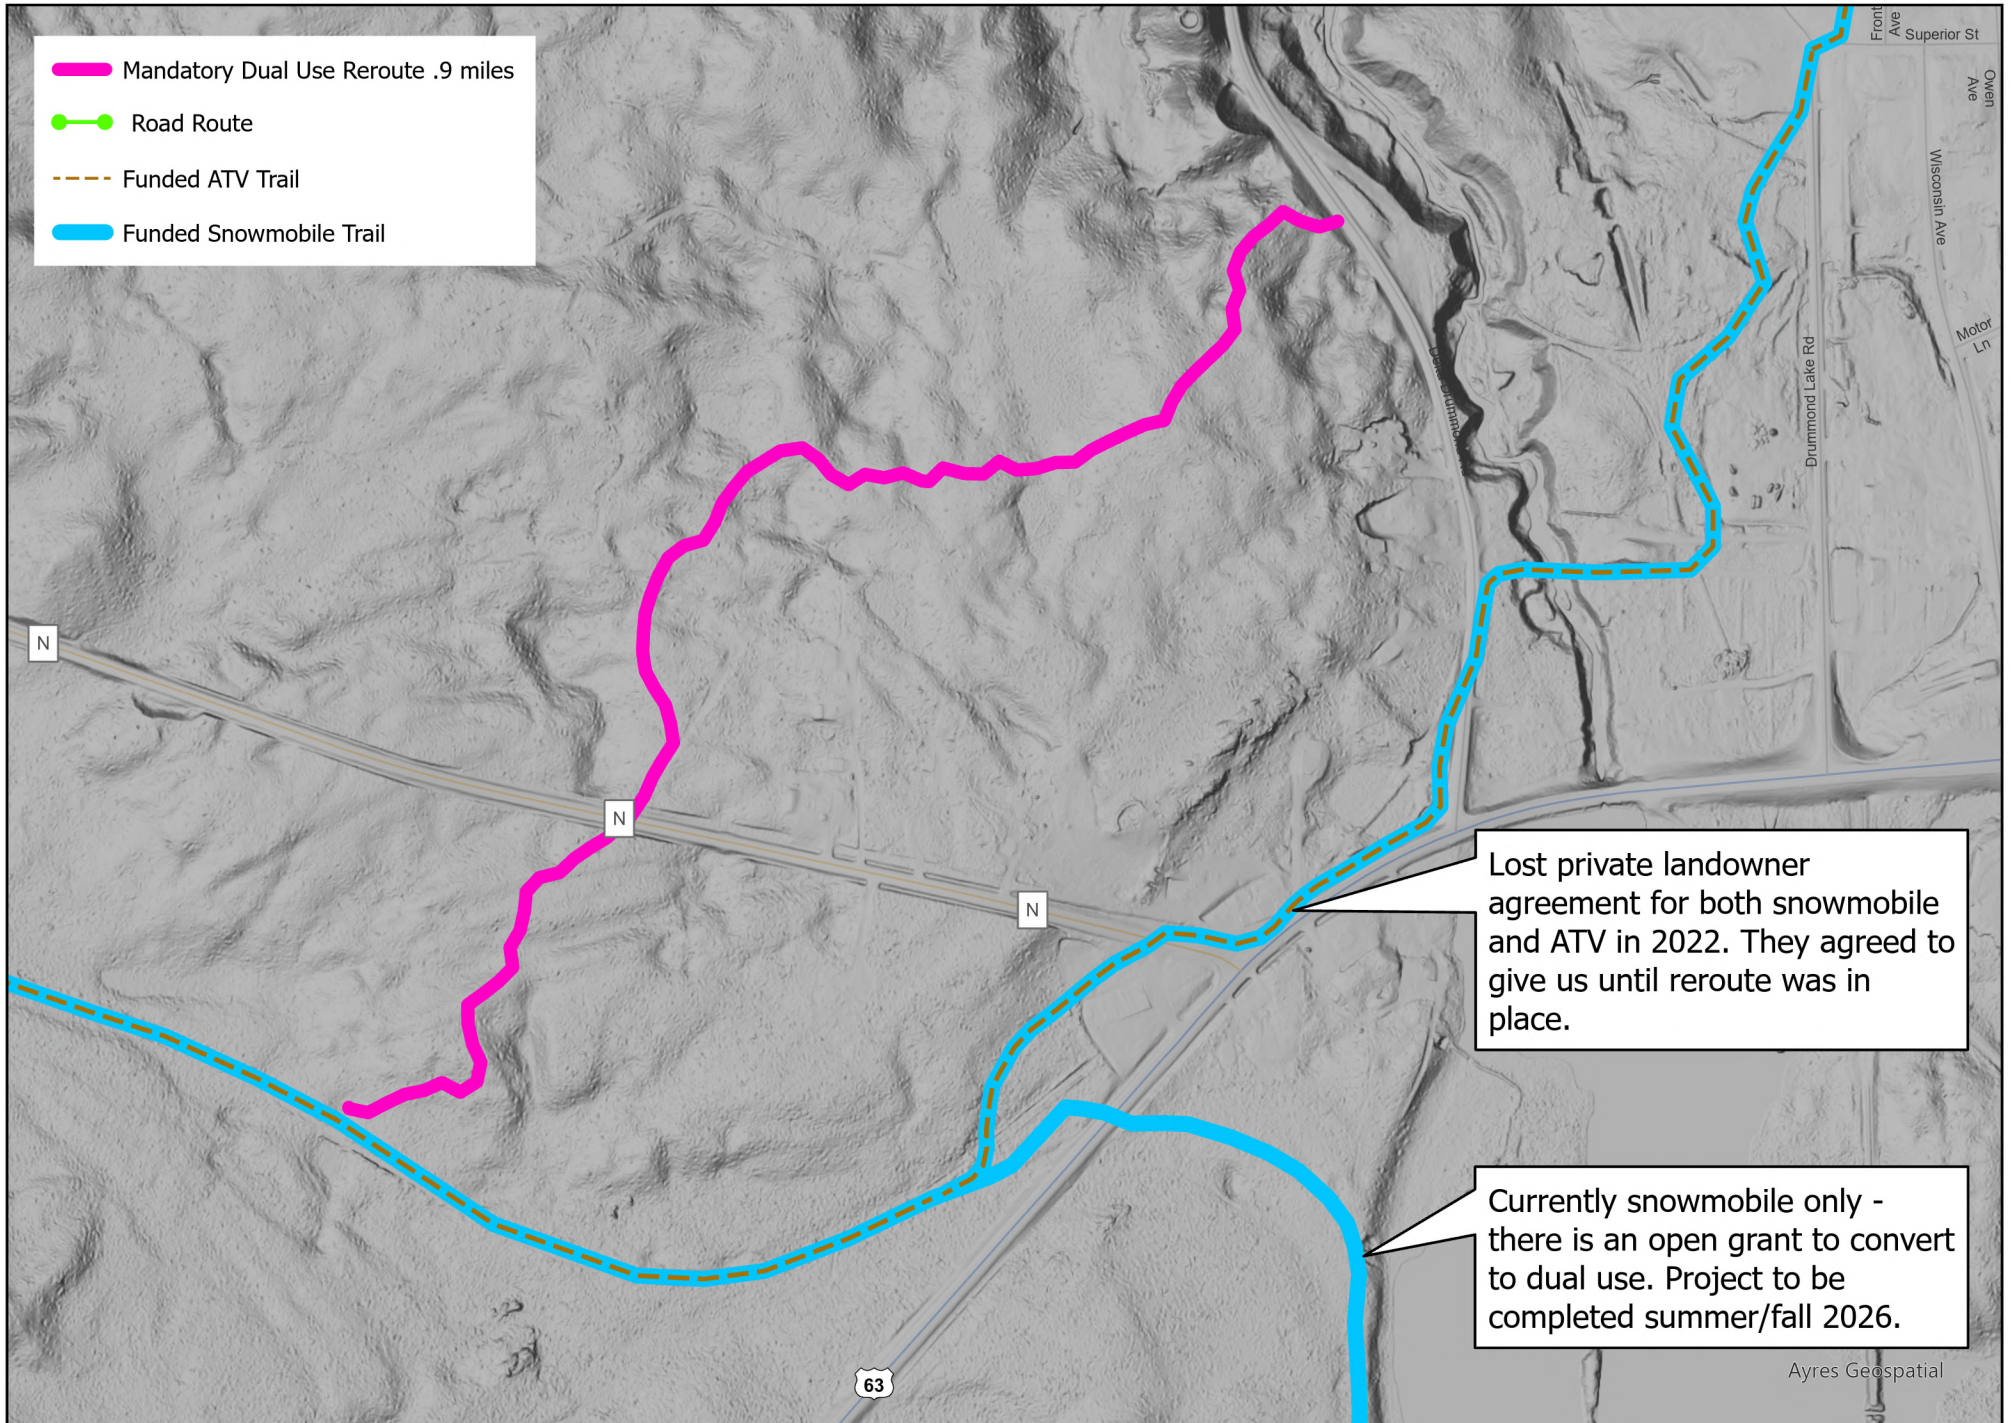 Mandatory Dual Use Reroute .9 miles
Road Route
Funded ATV Trail
Funded Snowmobile Trail
Front
Ave
Superior St
Owen
Ave
Wisconsin Ave
Motor
Ln
Drummond Lake Rd
N
N
N
Lost private landowner
agreement for both snowmobile
and ATV in 2022. They agreed to
give us until reroute was in
place.
Currently snowmobile only -
there is an open grant to convert
to dual use. Project to be
completed summer/fall 2026.
63
Ayres Geospatial